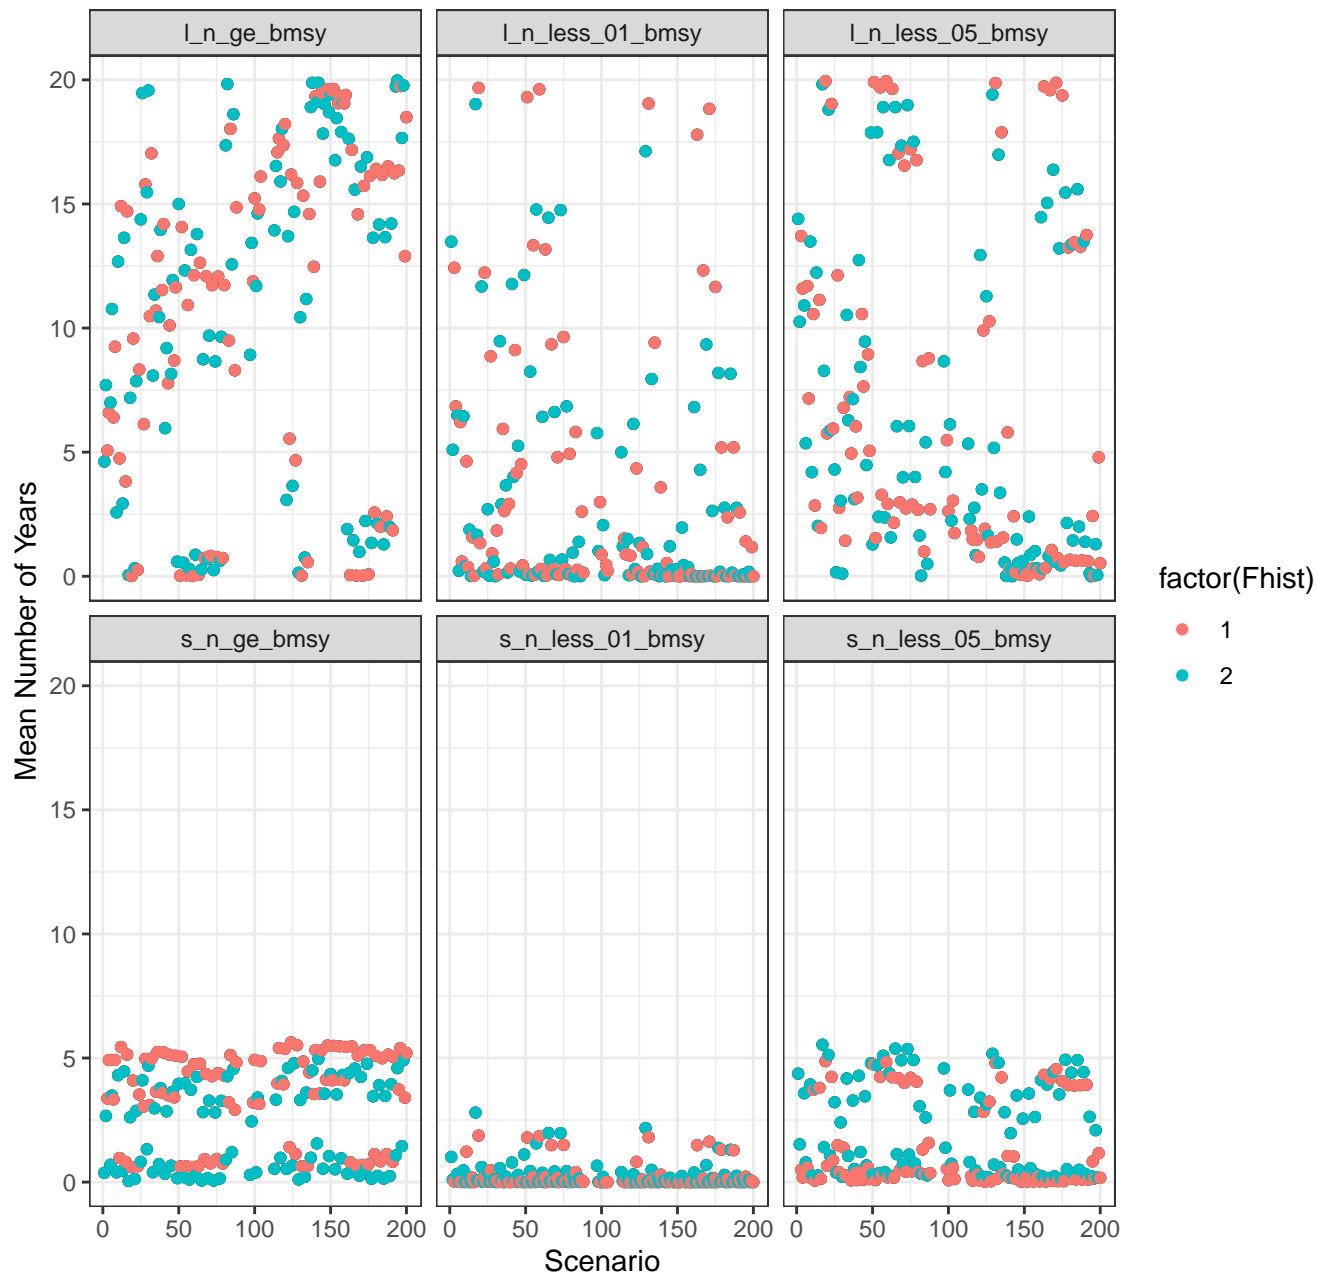 l_n_ge_bmsy
l_n_less_01_bmsy
l_n_less_05_bmsy
20
15
10
5
0
s_n_ge_bmsy
s_n_less_01_bmsy
s_n_less_05_bmsy
20
15
10
5
0
0 50 100 150 200
0 50 100 150 200
0 50 100 150 200
Scenario
Mean Number of Years
factor(Fhist)
1
2